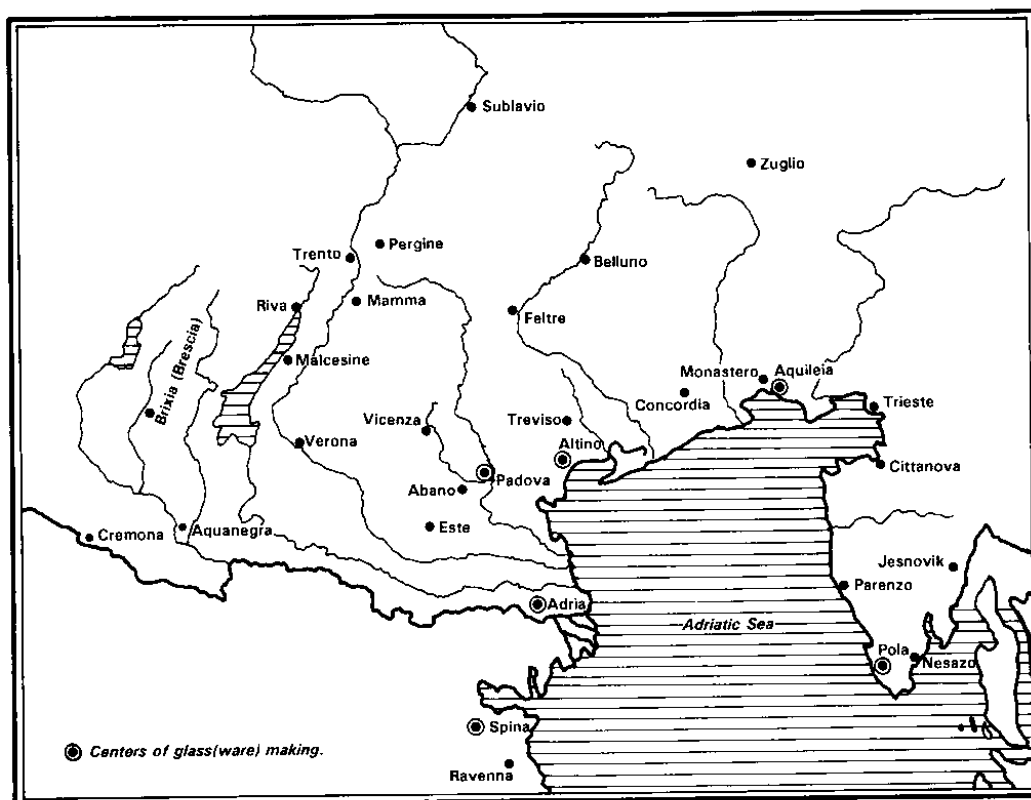 Sublavio
Zuglio
Pergine
Trento
Belluno
Riva
Mamma
Feltre
Brixia (Brescia)
Malcesine
Monastero
Aquileia
Concordia
Trieste
Vicenza
Treviso
Verona
Altino
Cittanova
Padova
Abano
Este
Cremona
Aquanegra
Jesnovik
Parenzo
Adria
Adriatic Sea
Pola
Nesazo
Spina
Centers of glass(ware) making.
Ravenna